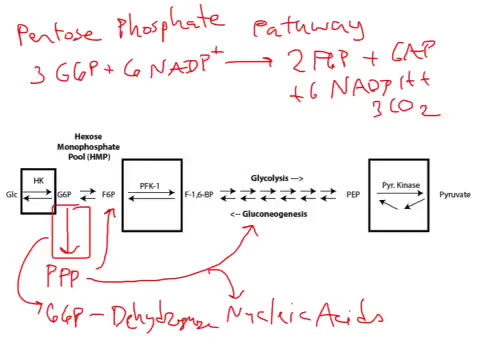 Pentose Phosphate Pathway
3 G6P + 6 NADP+ → 2 F6P + GAP
+ 6 NADPH +
3 CO2
Hexose
Monophosphate
Pool (HMP)
HK
PFK-1
Glycolysis --->
Pyr. Kinase
Glc
G6P
F6P
F-1,6-BP
PEP
Pyruvate
<-- Gluconeogenesis
PPP
G6P - Dehydrogenase
Nucleic Acids